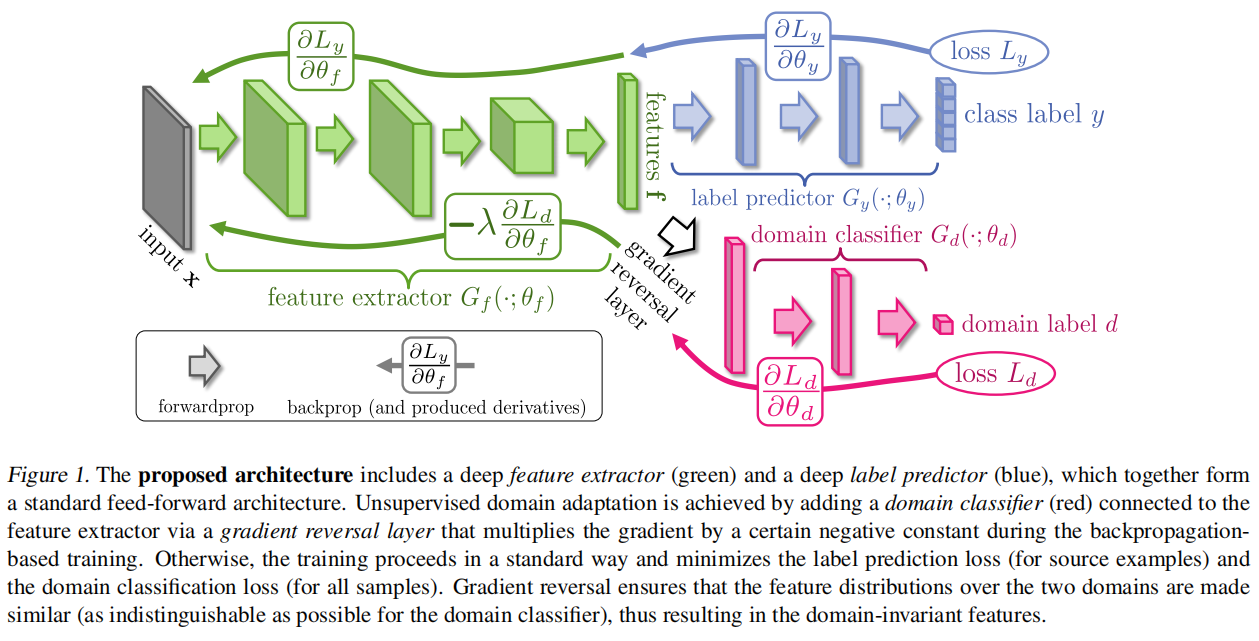 ∂L_y/∂θ_f
∂L_y/∂θ_y
loss L_y
features f
class label y
label predictor G_y(·;θ_y)
−λ ∂L_d/∂θ_f
input x
feature extractor G_f(·;θ_f)
gradient
reversal
layer
domain classifier G_d(·;θ_d)
domain label d
∂L_d/∂θ_d
loss L_d
∂L_y/∂θ_f
forwardprop
backprop (and produced derivatives)
Figure 1. The proposed architecture includes a deep feature extractor (green) and a deep label predictor (blue), which together form
a standard feed-forward architecture. Unsupervised domain adaptation is achieved by adding a domain classifier (red) connected to the
feature extractor via a gradient reversal layer that multiplies the gradient by a certain negative constant during the backpropagation-
based training. Otherwise, the training proceeds in a standard way and minimizes the label prediction loss (for source examples) and
the domain classification loss (for all samples). Gradient reversal ensures that the feature distributions over the two domains are made
similar (as indistinguishable as possible for the domain classifier), thus resulting in the domain-invariant features.